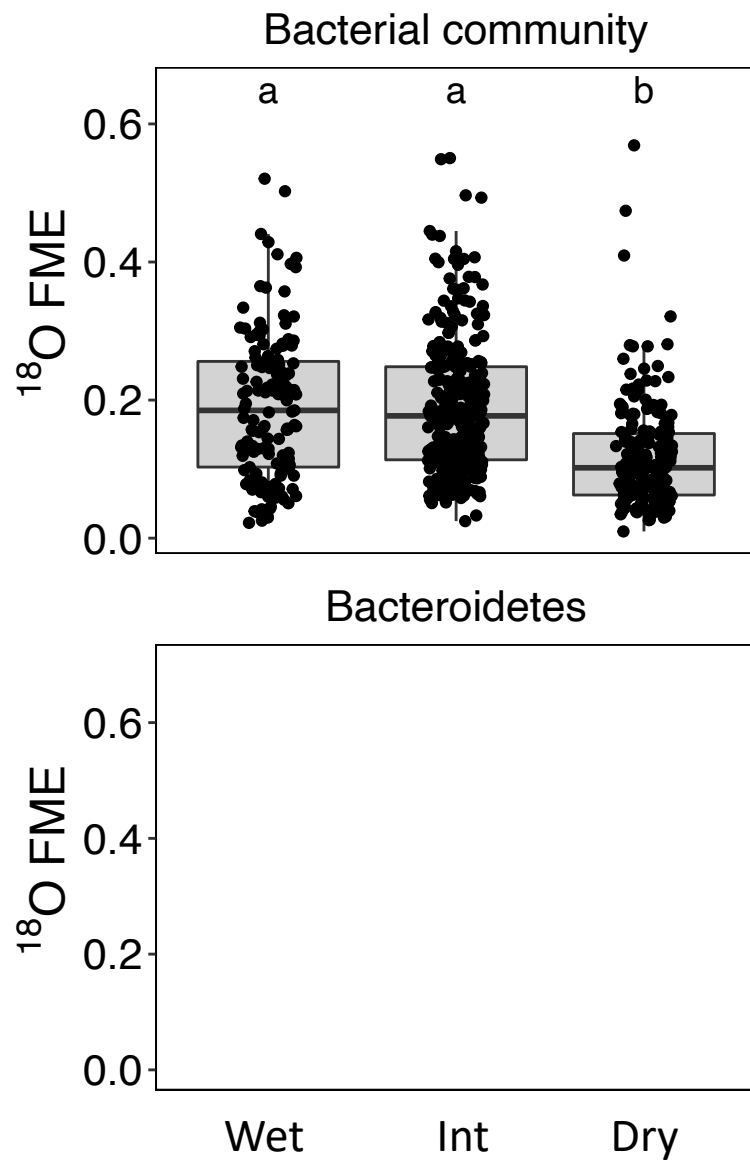 Bacterial community
a a b
0.6
0.4
0.2
0.0
¹⁸O FME
Bacteroidetes
0.6
0.4
0.2
0.0
¹⁸O FME
Wet Int Dry